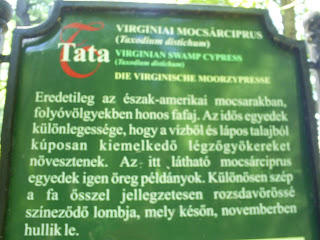 VIRGINIAI MOCSÁRCIPRUS
(Taxodium distichum)
Tata
VIRGINIAN SWAMP CYPRESS
(Taxodium distichum)
DIE VIRGINISCHE MOORZYPRESSE
Eredetileg az észak-amerikai mocsarakban,
folyóvölgyekben honos fafaj. Az idős egyedek
különlegessége, hogy a vízből és lápos talajból
kúposan kiemelkedő légzőgyökereket
növesztenek. Az itt látható mocsárciprus
egyedek igen öreg példányok. Különösen szép
a fa ősszel jellegzetesen rozsdavörössé
színeződő lombja, mely későn, novemberben
hullik le.